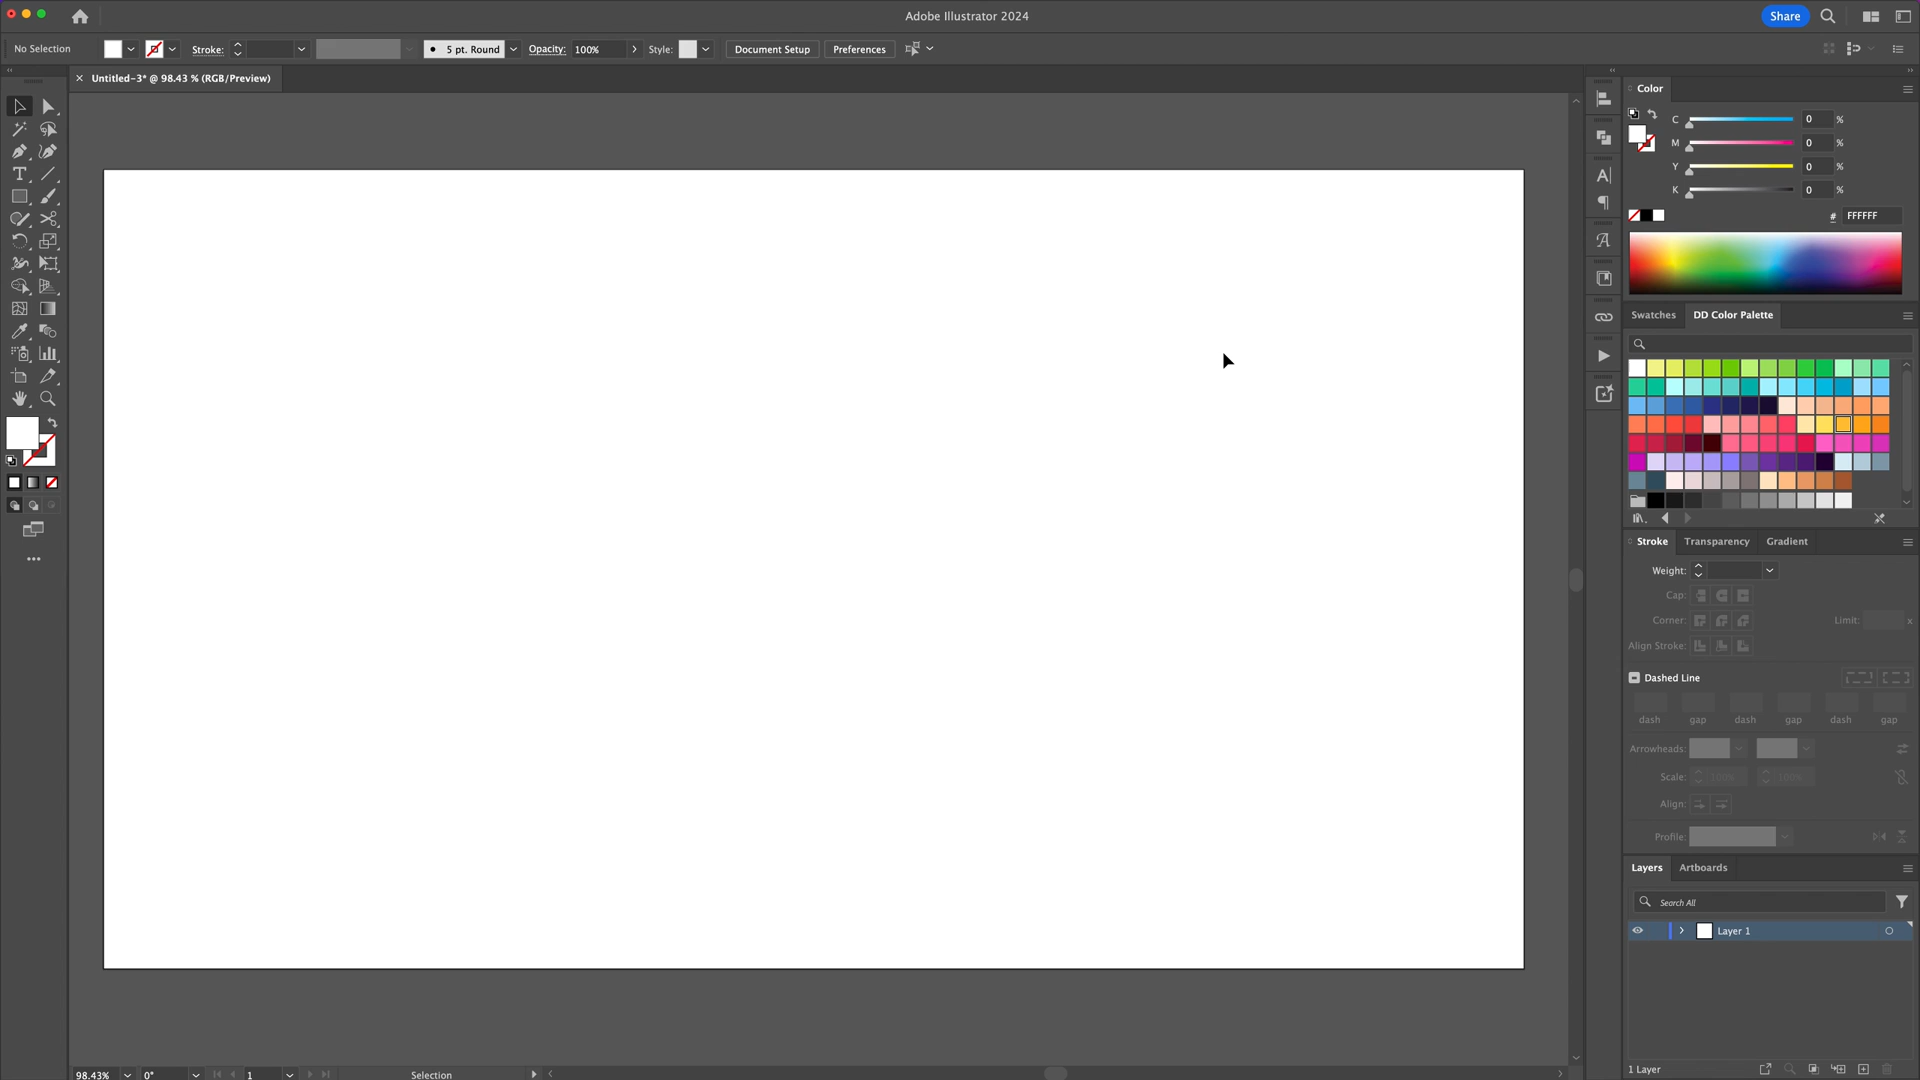 Adobe Illustrator 2024
Share
No Selection
Stroke:
5 pt. Round
Opacity:
100%
Style:
Document Setup
Preferences
× Untitled-3* @ 98.43 % (RGB/Preview)
Color
C 0 %
M 0 %
Y 0 %
K 0 %
# FFFFFF
Swatches DD Color Palette
Stroke Transparency Gradient
Weight:
Cap:
Corner: Limit: x
Align Stroke:
Dashed Line
dash gap dash gap dash gap
Arrowheads:
Scale: 100% 100%
Align:
Profile:
Layers Artboards
Search All
Layer 1
1 Layer
98.43% 0° 1 Selection